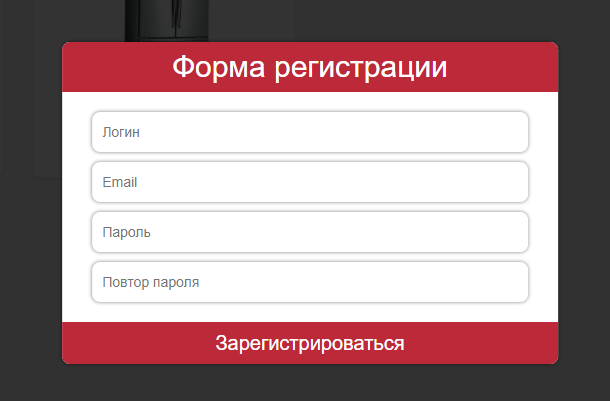 Форма регистрации
Логин
Email
Пароль
Повтор пароля
Зарегистрироваться